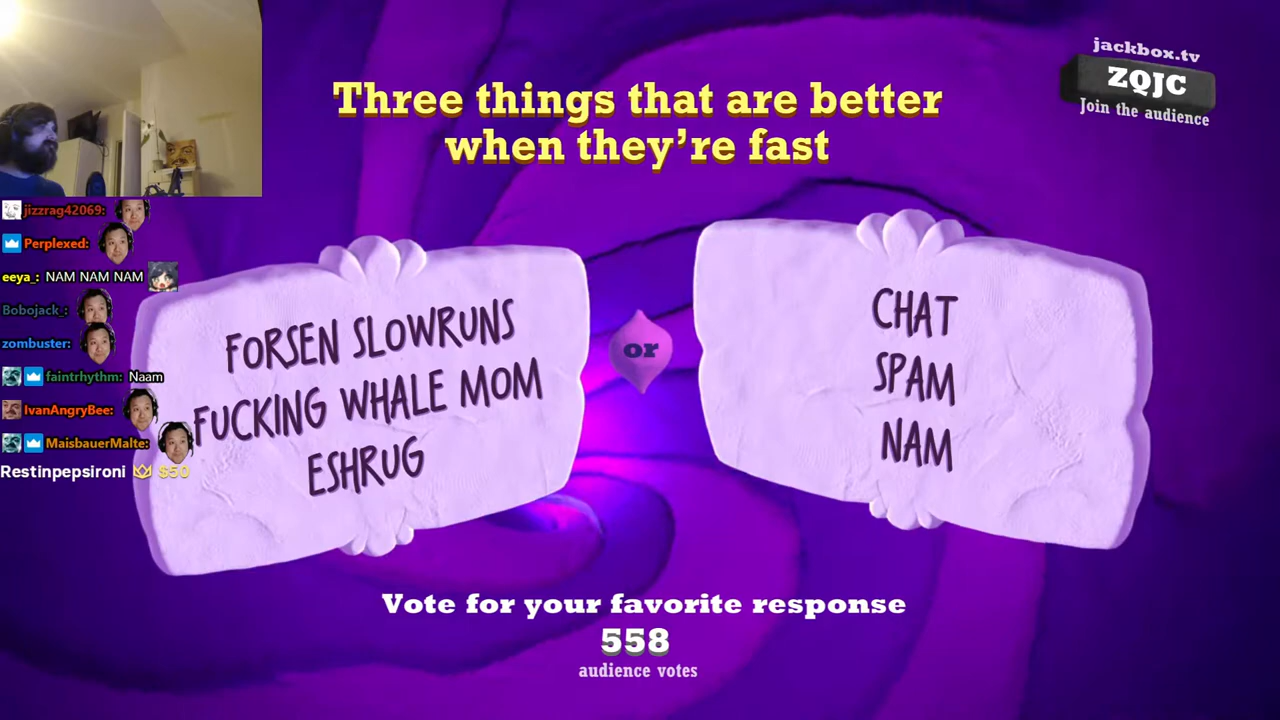 jackbox.tv
ZQJC
Join the audience
Three things that are better
when they're fast
jizzrag42069:
Perplexed:
eeya_: NAM NAM NAM
Bobojack_:
zombuster:
faintrhythm: Naam
IvanAngryBee:
MaisbauerMalte:
Restinpepsironi $50
FORSEN SLOWRUNS
FUCKING WHALE MOM
ESHRUG
or
CHAT
SPAM
NAM
Vote for your favorite response
558
audience votes